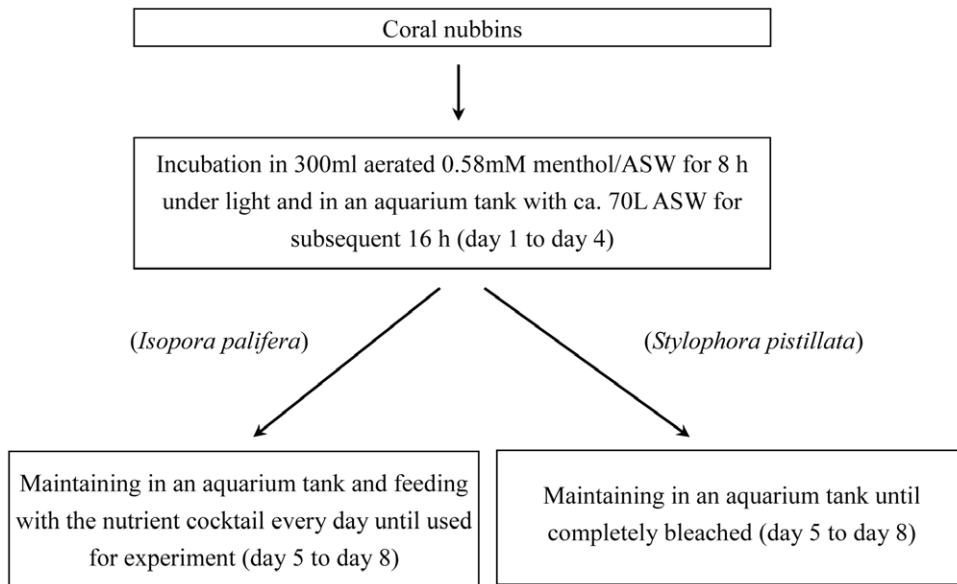 Coral nubbins
Incubation in 300ml aerated 0.58mM menthol/ASW for 8 h
under light and in an aquarium tank with ca. 70L ASW for
subsequent 16 h (day 1 to day 4)
(Isopora palifera)
(Stylophora pistillata)
Maintaining in an aquarium tank and feeding
with the nutrient cocktail every day until used
for experiment (day 5 to day 8)
Maintaining in an aquarium tank until
completely bleached (day 5 to day 8)